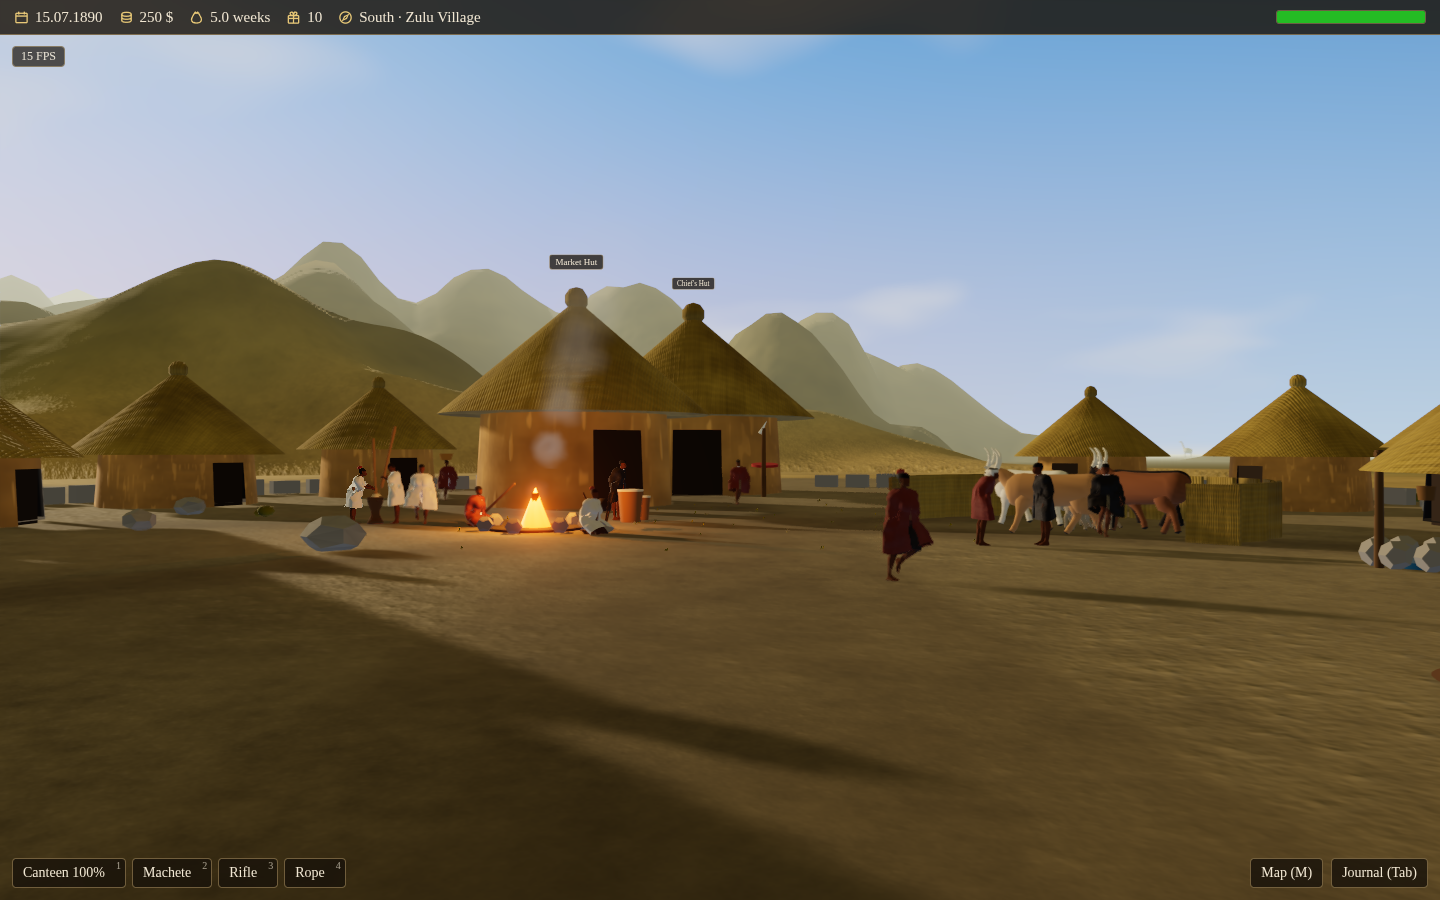 15.07.1890 250 $ 5.0 weeks 10 South · Zulu Village
15 FPS
Market Hut
Chief's Hut
Canteen 100% 1 Machete 2 Rifle 3 Rope 4
Map (M) Journal (Tab)